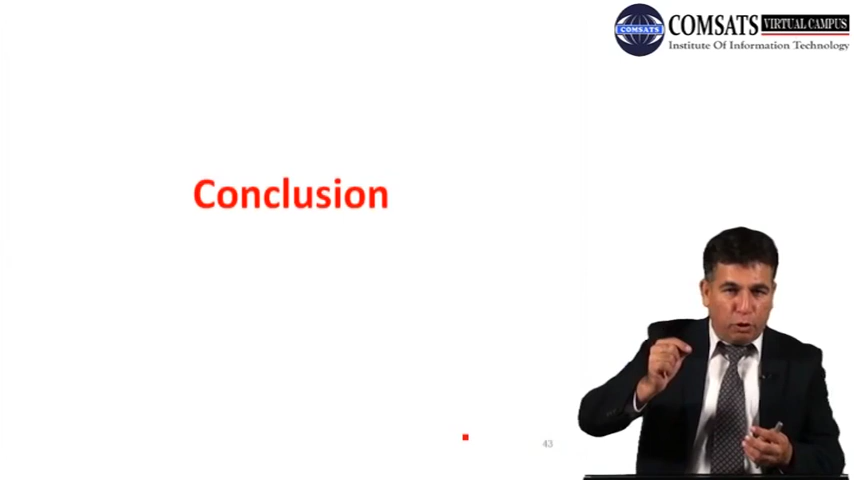 COMSATS VIRTUAL CAMPUS
Institute Of Information Technology
COMSATS
Conclusion
43